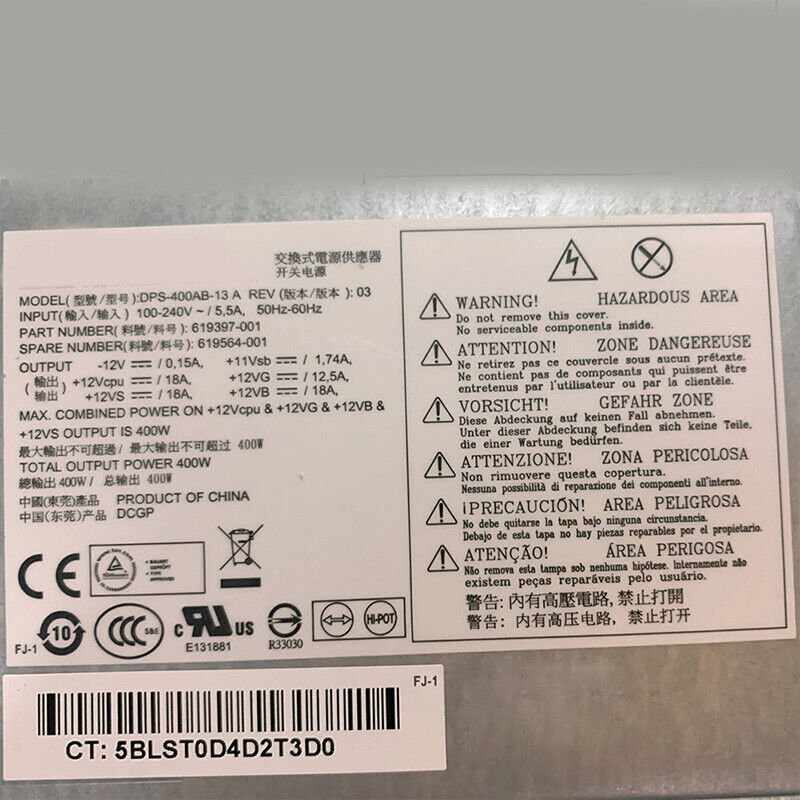 交換式電源供應器
开关电源
MODEL(型號/型号):DPS-400AB-13 A REV(版本/版本): 03
INPUT(輸入/输入) 100-240V~ / 5,5A, 50Hz-60Hz
PART NUMBER(料號/料号): 619397-001
SPARE NUMBER(料號/料号): 619564-001
OUTPUT -12V ⎓ / 0,15A, +11Vsb ⎓ / 1,74A,
(輸出 +12Vcpu ⎓ / 18A, +12VG ⎓ / 12,5A,
输出) +12VS ⎓ / 18A, +12VB ⎓ / 18A,
MAX. COMBINED POWER ON +12Vcpu & +12VG & +12VB &
+12VS OUTPUT IS 400W
最大輸出不可超過/ 最大输出不可超过 400W
TOTAL OUTPUT POWER 400W
總輸出 400W / 总输出 400W
中國(東莞)產品 PRODUCT OF CHINA
中国(东莞)产品 DCGP
CE
BAUART
GEPRÜFT
TYPE
APPROVED
FJ-1
10
CCC
S&E
c UR US
E131881
R33030
HI-POT
WARNING! HAZARDOUS AREA
Do not remove this cover.
No serviceable components inside.
ATTENTION! ZONE DANGEREUSE
Ne retirez pas ce couvercle sous aucun prétexte.
Ne contient pas de composants qui puissent être
entretenus par l'utilisateur ou par la clientèle.
VORSICHT! GEFAHR ZONE
Diese Abdeckung auf keinen Fall abnehmen.
Unter dieser Abdeckung befinden sich keine Teile,
die einer Wartung bedürfen.
ATTENZIONE! ZONA PERICOLOSA
Non rimuovere questa copertura.
Nessuna possibilità di reparazione dei componenti all'interno.
¡PRECAUCIÓN! AREA PELIGROSA
No debe quitarse la tapa bajo ninguna circunstancia.
Debajo de esta tapa no hay piezas reparables por el propietario.
ATENÇÃO! ÁREA PERIGOSA
Não remova este tampa sob nenhuma hipótese. Internamente não
existem peças reparáveis pelo usuário.
警告: 內有高壓電路, 禁止打開
警告: 内有高压电路, 禁止打开
FJ-1
CT: 5BLST0D4D2T3D0